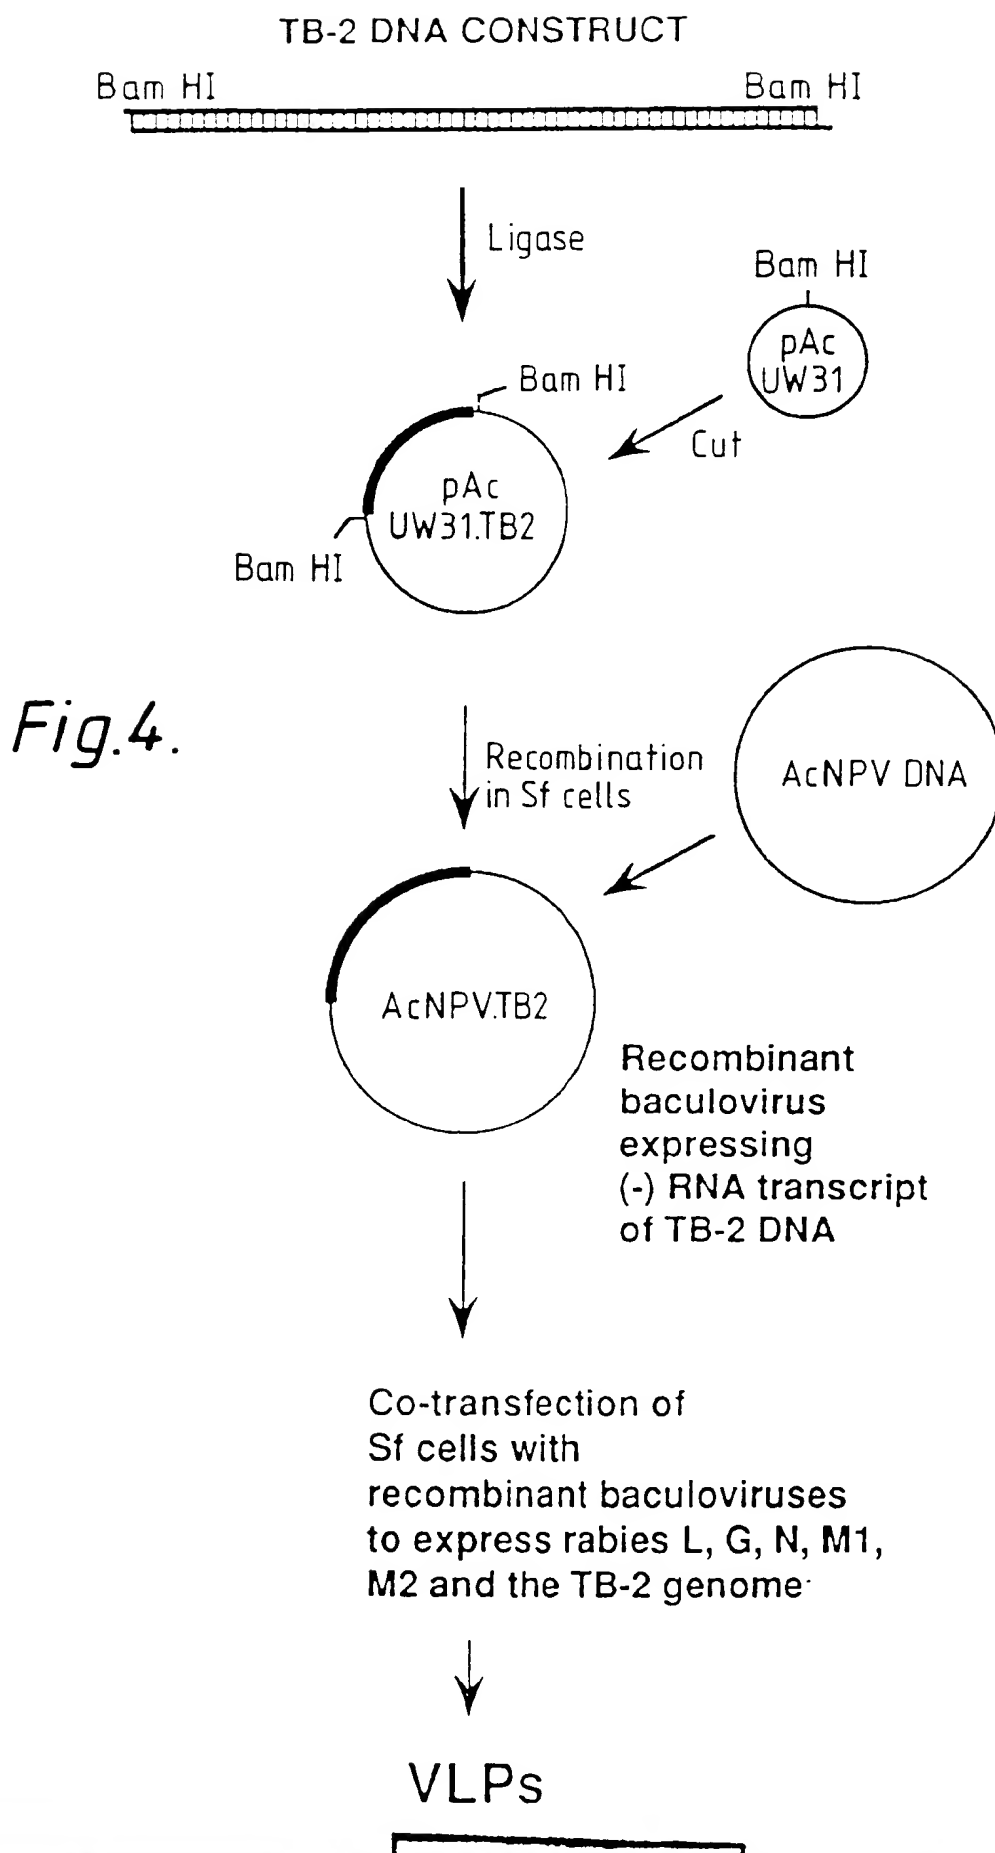 TB-2 DNA CONSTRUCT
Bam HI
Bam HI
Ligase
Bam HI
pAc
UW31
Cut
Bam HI
pAc
UW31.TB2
Bam HI
Fig.4.
Recombination
in Sf cells
AcNPV DNA
AcNPV.TB2
Recombinant
baculovirus
expressing
(-) RNA transcript
of TB-2 DNA
Co-transfection of
Sf cells with
recombinant baculoviruses
to express rabies L, G, N, M1,
M2 and the TB-2 genome
VLPs